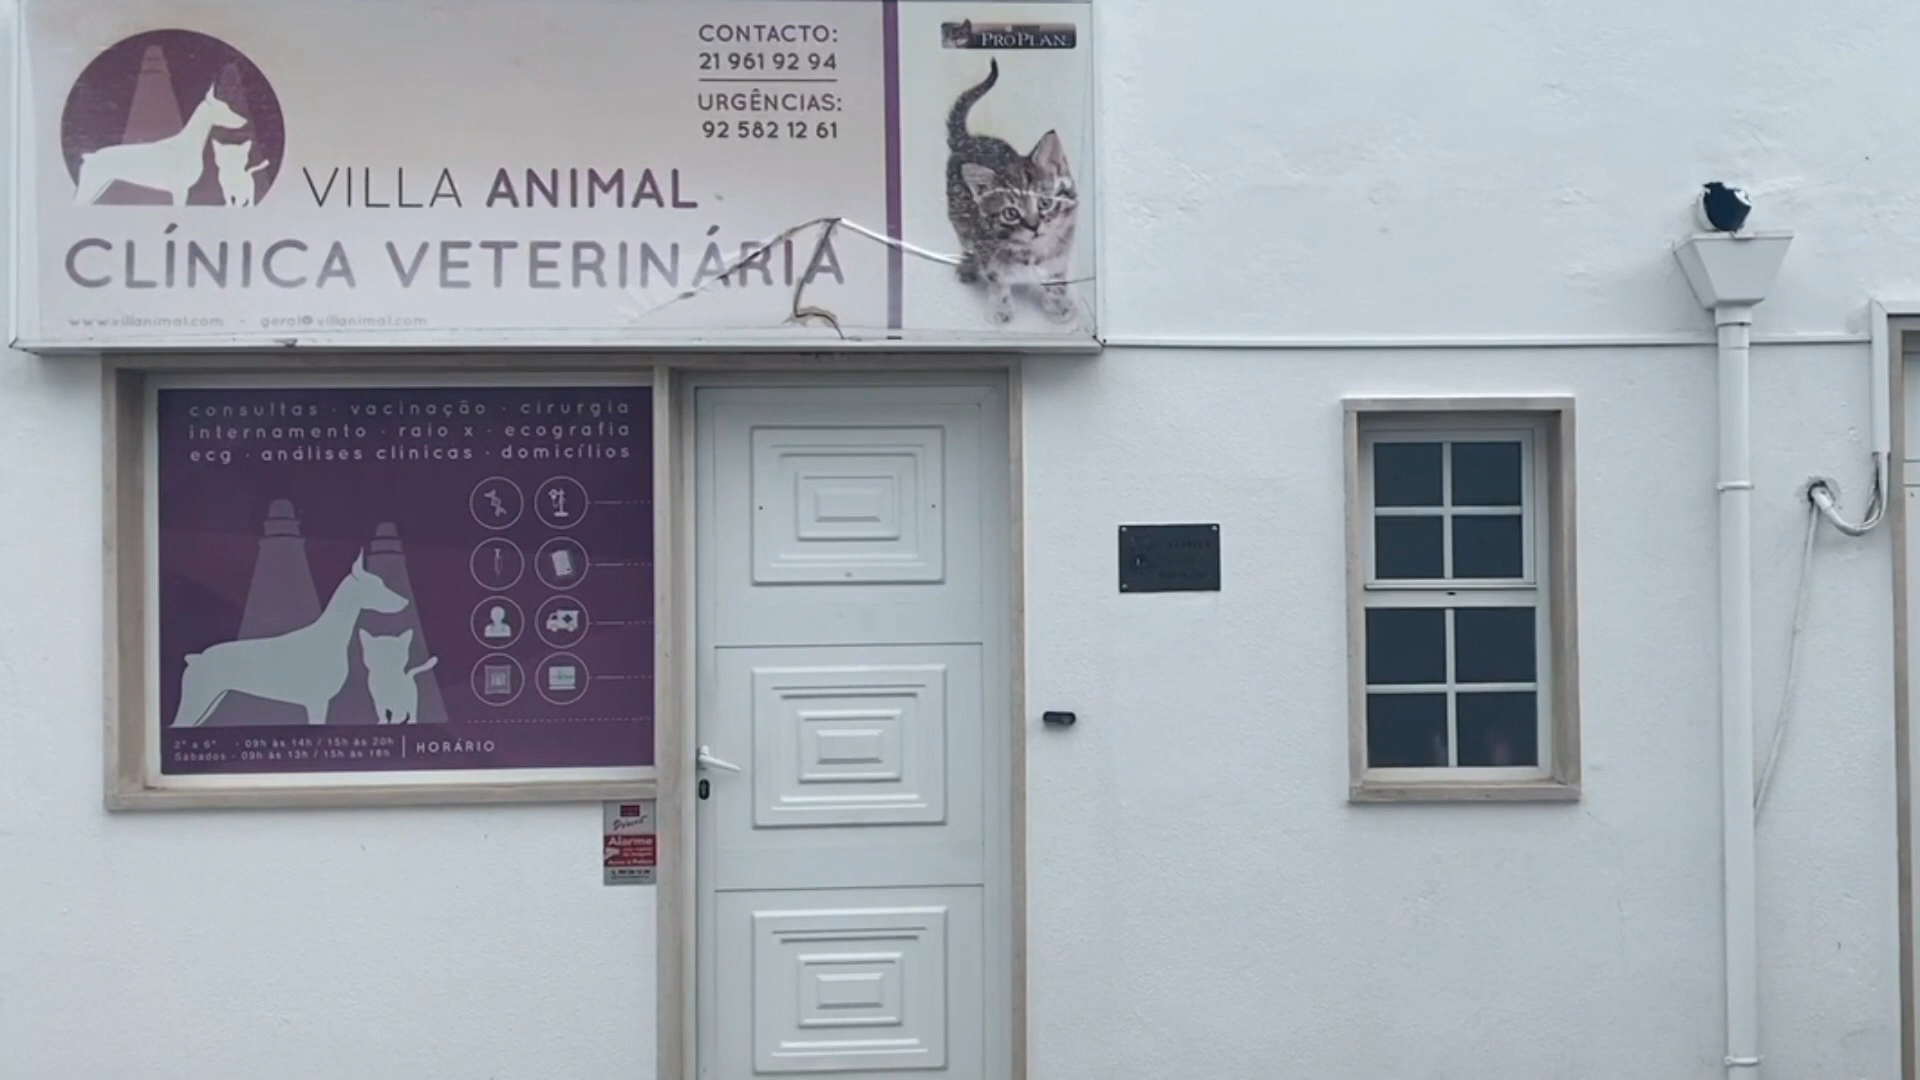 CONTACTO:
21 961 92 94
URGÊNCIAS:
92 582 12 61
PROPLAN
VILLA ANIMAL
CLÍNICA VETERINÁRIA
www.villanimal.com - geral@villanimal.com
consultas · vacinação · cirurgia
internamento · raio x · ecografia
ecg · análises clínicas · domicílios
2ª a 6ª - 09h às 14h / 15h às 20h
Sábados - 09h às 13h / 15h às 18h
HORÁRIO
Alarme